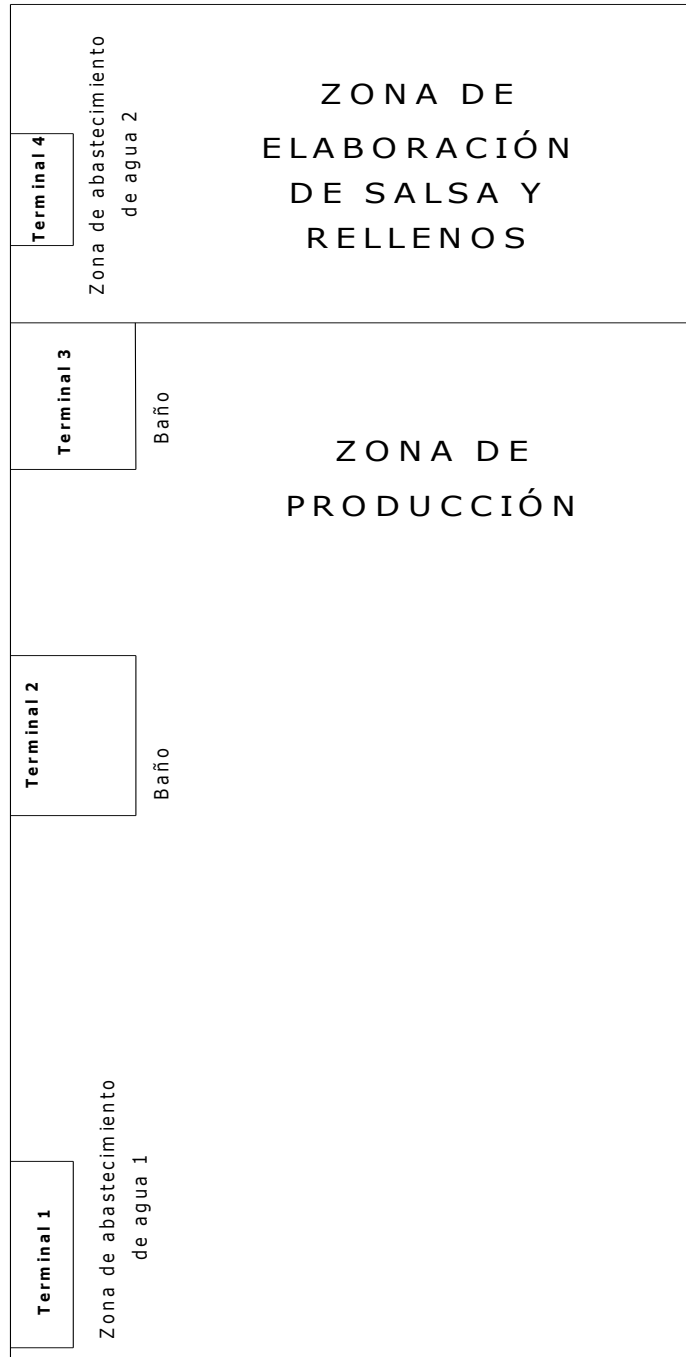 Terminal 4
Zona de abastecimiento
de agua 2
ZONA DE
ELABORACIÓN
DE SALSA Y
RELLENOS
Terminal 3
Baño
ZONA DE
PRODUCCIÓN
Terminal 2
Baño
Terminal 1
Zona de abastecimiento
de agua 1